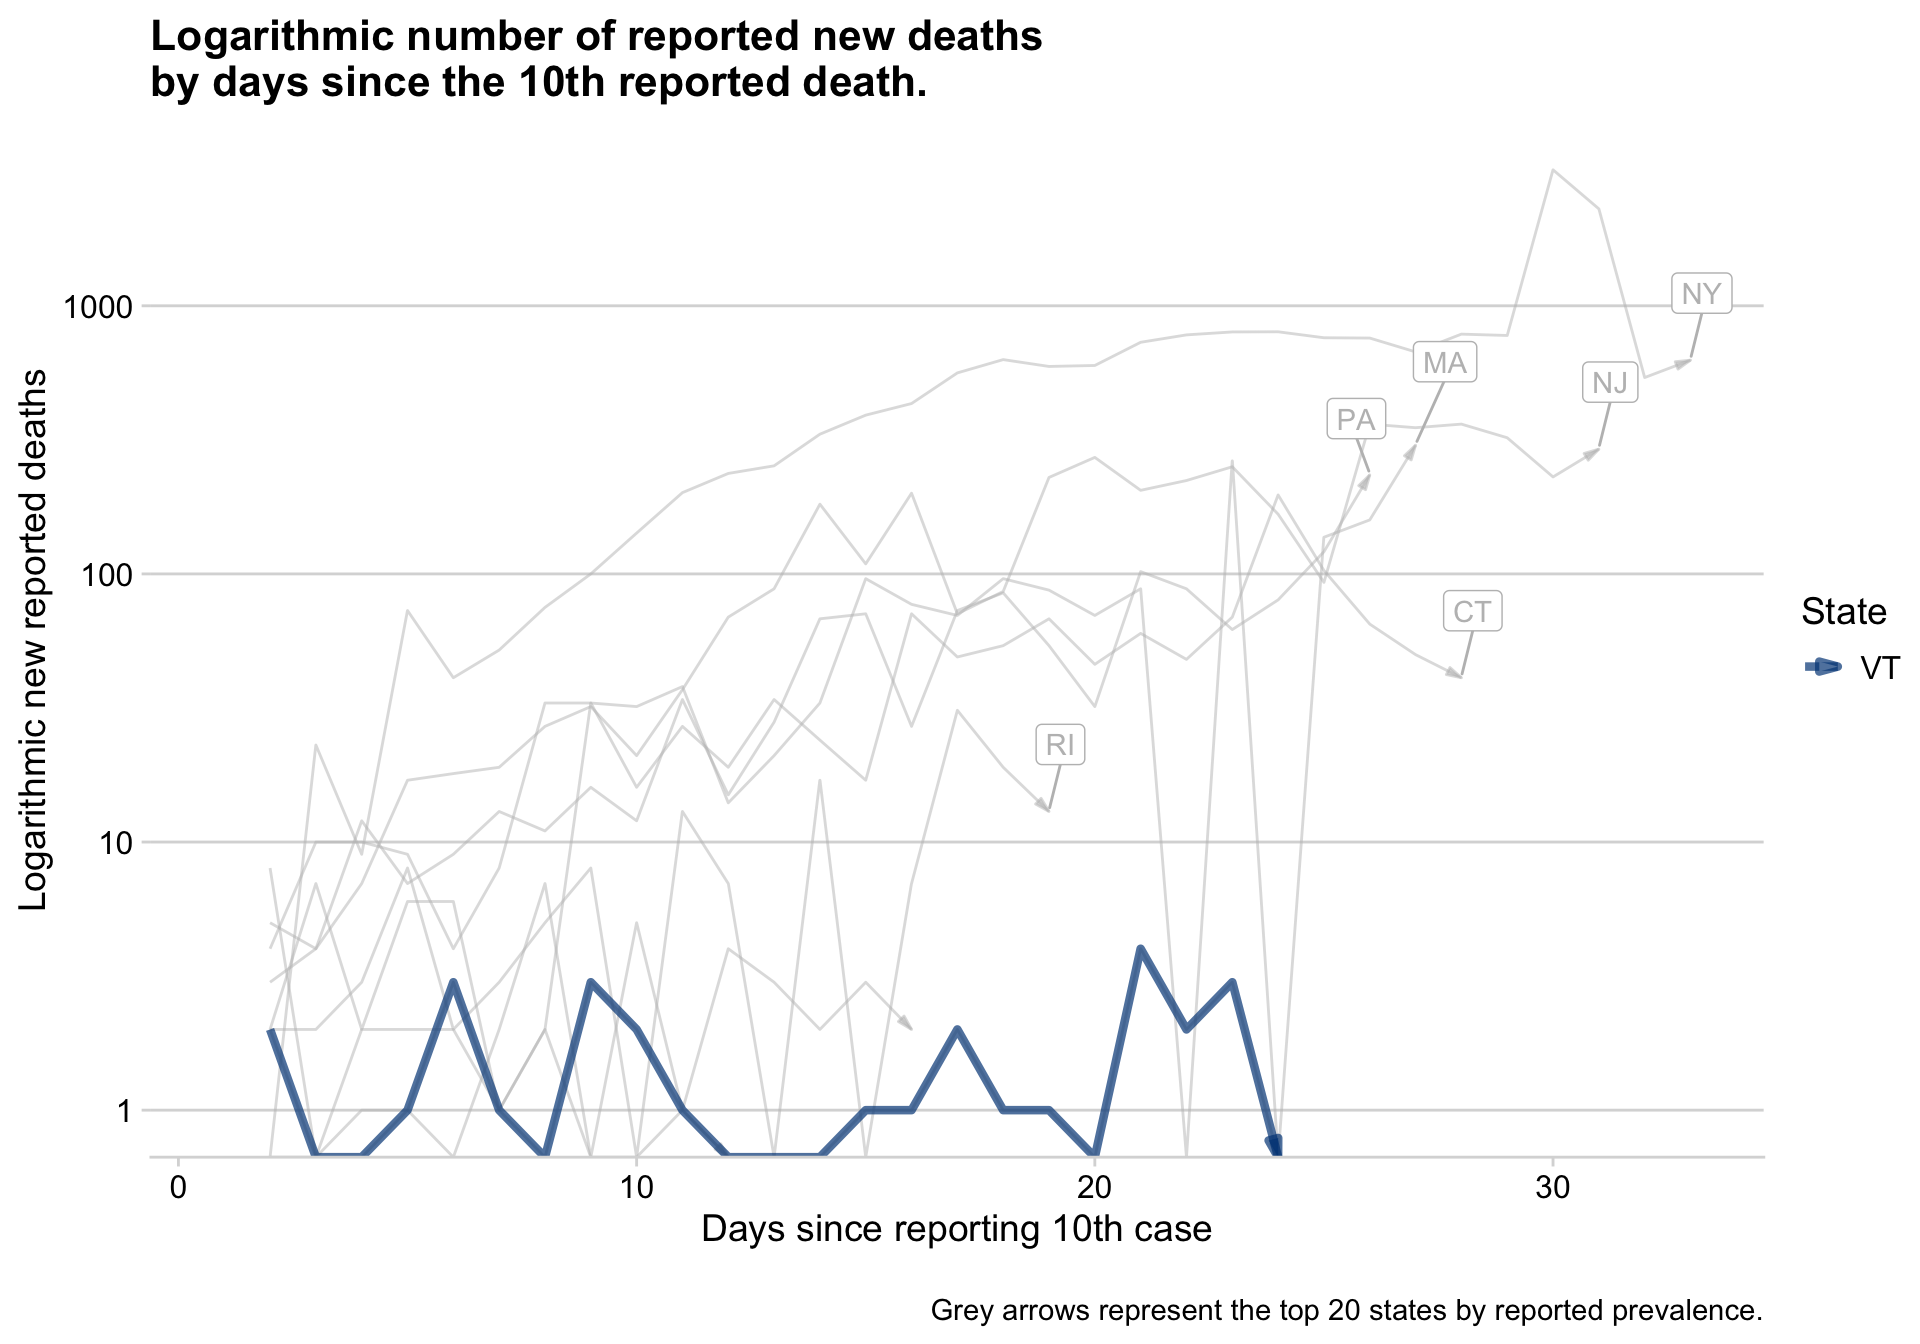 Logarithmic number of reported new deaths
by days since the 10th reported death.
Logarithmic new reported deaths
1000
100
10
1
NY
MA
NJ
PA
CT
RI
State
VT
0
10
20
30
Days since reporting 10th case
Grey arrows represent the top 20 states by reported prevalence.